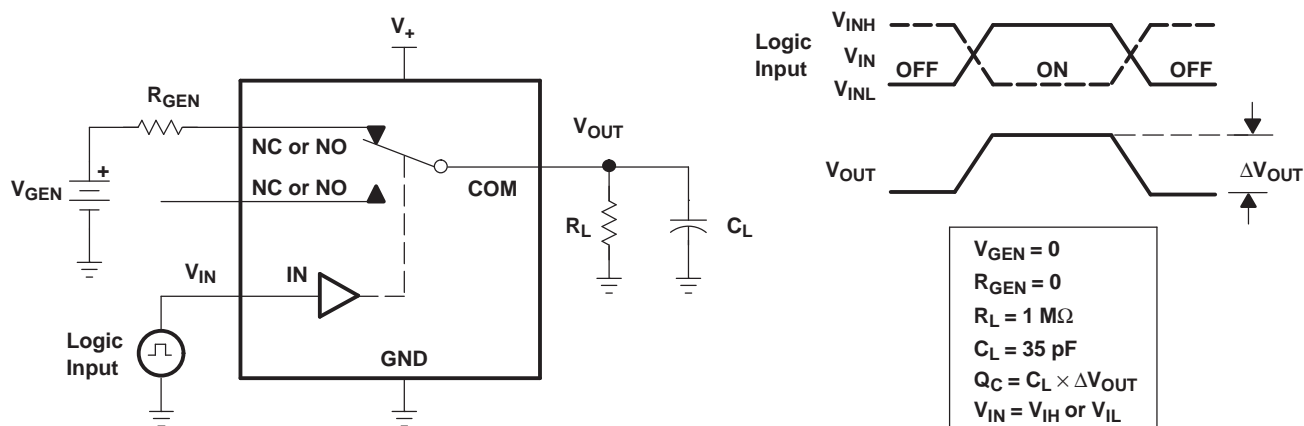 V+
RGEN
NC or NO
VOUT
VGEN
+
NC or NO
COM
RL
CL
VIN
IN
Logic
Input
GND
Logic
Input
VINH
VIN
VINL
OFF
ON
OFF
VOUT
ΔVOUT
VGEN = 0
RGEN = 0
RL = 1 MΩ
CL = 35 pF
QC = CL × ΔVOUT
VIN = VIH or VIL